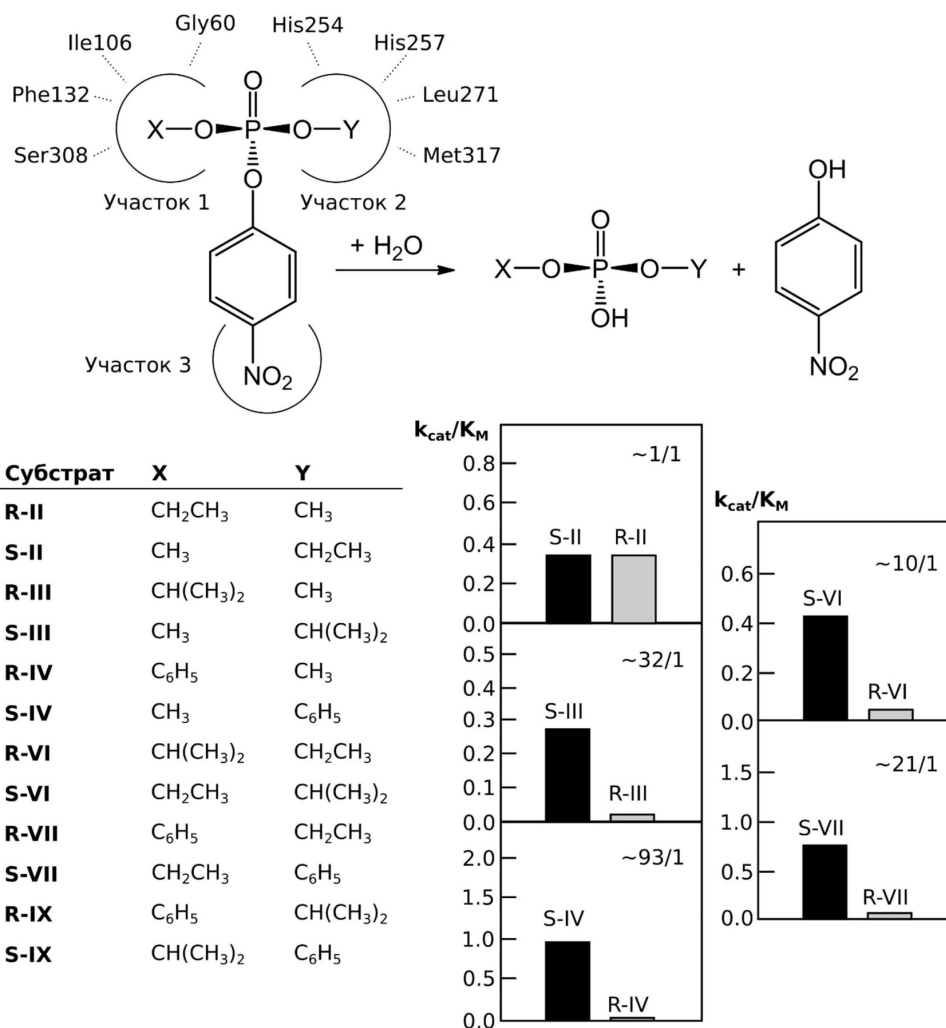 Gly60
His254
Ile106
His257
Phe132
Leu271
Ser308
Met317
O
X—O P O—Y
O
Участок 1
Участок 2
+ H₂O
Участок 3
NO₂
O
X—O P O—Y
OH
+
OH
NO₂
Субстрат X Y
R-II CH₂CH₃ CH₃
S-II CH₃ CH₂CH₃
R-III CH(CH₃)₂ CH₃
S-III CH₃ CH(CH₃)₂
R-IV C₆H₅ CH₃
S-IV CH₃ C₆H₅
R-VI CH(CH₃)₂ CH₂CH₃
S-VI CH₂CH₃ CH(CH₃)₂
R-VII C₆H₅ CH₂CH₃
S-VII CH₂CH₃ C₆H₅
R-IX C₆H₅ CH(CH₃)₂
S-IX CH(CH₃)₂ C₆H₅
k_cat/K_M
~1/1
0.8
0.6
S-II R-II
0.4
0.2
0.0
~32/1
0.5
0.4
0.3
S-III
0.2
0.1
R-III
0.0
~93/1
2.0
1.5
S-IV
1.0
0.5
R-IV
0.0
k_cat/K_M
~10/1
0.6
S-VI
0.4
0.2
R-VI
0.0
~21/1
1.5
1.0
S-VII
0.5
R-VII
0.0